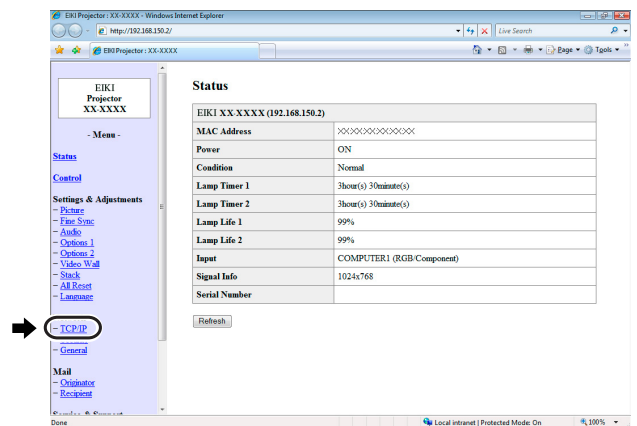 EIKI Projector : XX-XXXX - Windows Internet Explorer
http://192.168.150.2/
Live Search
EIKI Projector : XX-XXXX
Page
Tools
EIKI
Projector
XX-XXXX
- Menu -
Status
Control
Settings & Adjustments
– Picture
– Fine Sync
– Audio
– Options 1
– Options 2
– Video Wall
– Stack
– All Reset
– Language
– TCP/IP
– General
Mail
– Originator
– Recipient
Status
EIKI XX-XXXX (192.168.150.2)
MAC Address XXXXXXXXXXXX
Power ON
Condition Normal
Lamp Timer 1 3hour(s) 30minute(s)
Lamp Timer 2 3hour(s) 30minute(s)
Lamp Life 1 99%
Lamp Life 2 99%
Input COMPUTER1 (RGB/Component)
Signal Info 1024x768
Serial Number
Refresh
Done
Local intranet | Protected Mode: On
100%